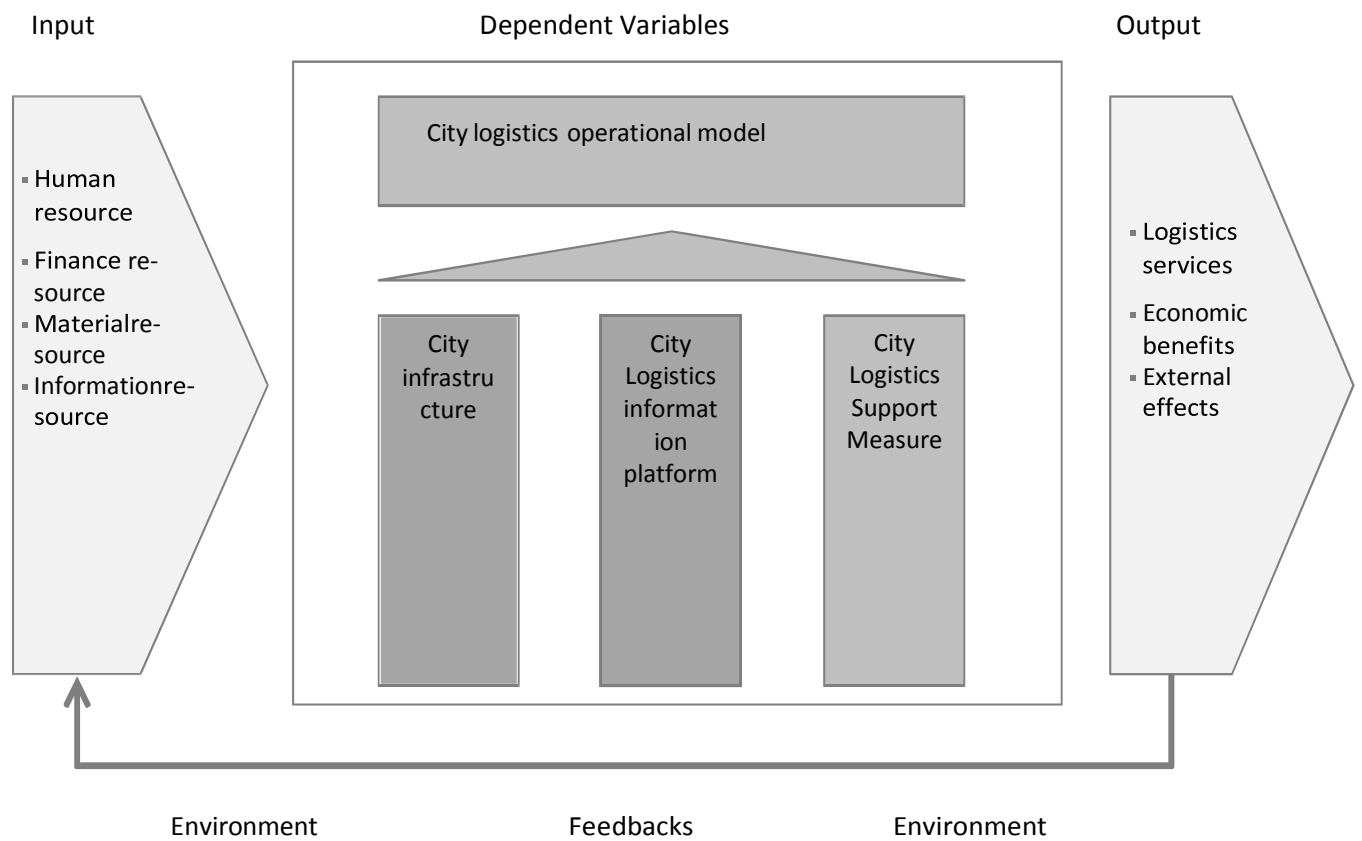 Input
Dependent Variables
Output
▪ Human
resource
▪ Finance re-
source
▪ Materialre-
source
▪ Informationre-
source
City logistics operational model
City
infrastru
cture
City
Logistics
informat
ion
platform
City
Logistics
Support
Measure
▪ Logistics
services
▪ Economic
benefits
▪ External
effects
Environment
Feedbacks
Environment